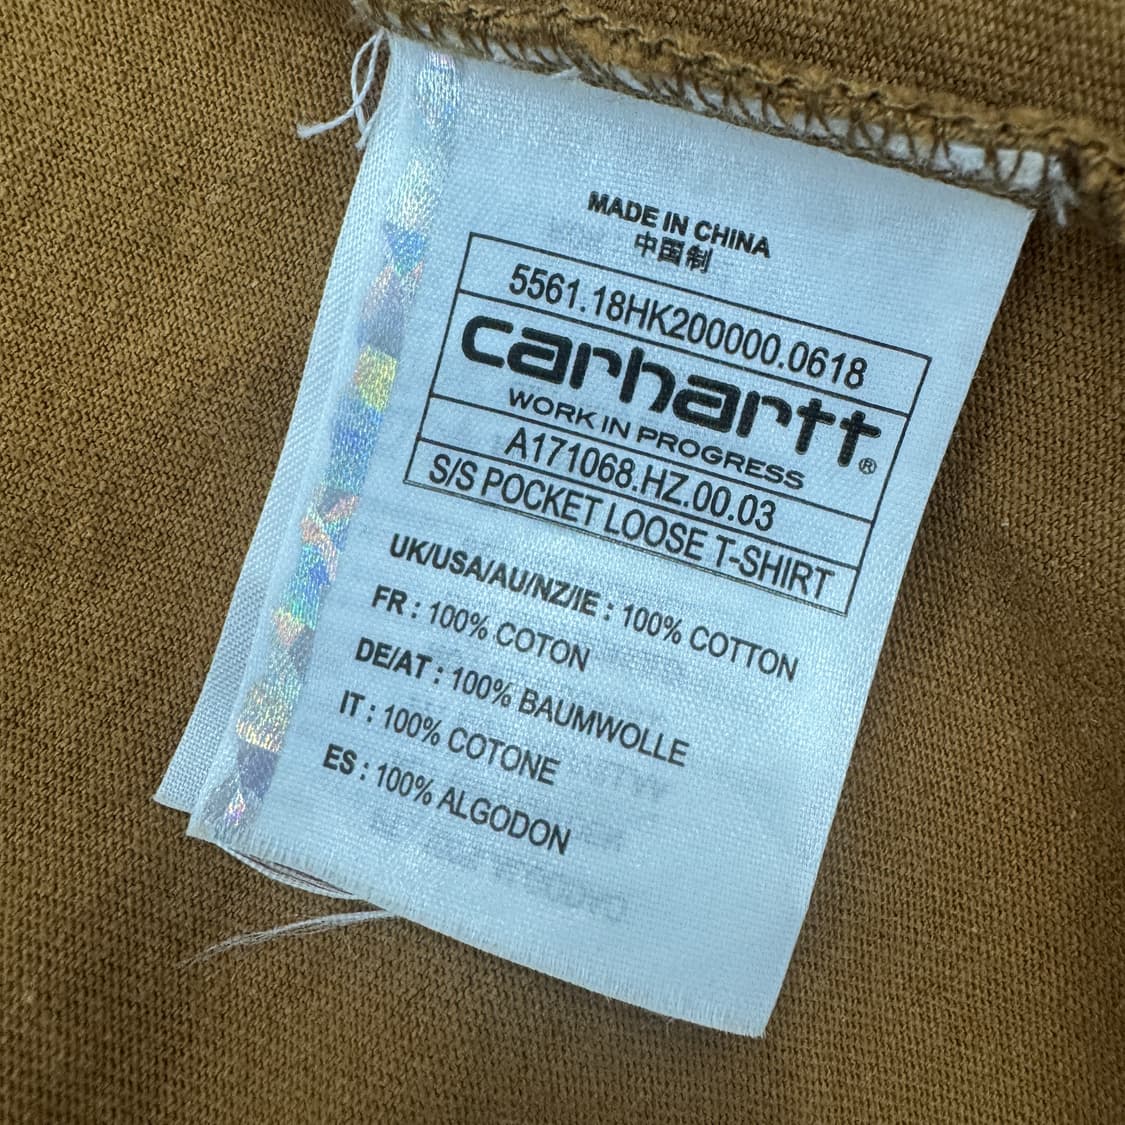 MADE IN CHINA
中国制
5561.18HK200000.0618
carhartt®
WORK IN PROGRESS
A171068.HZ.00.03
S/S POCKET LOOSE T-SHIRT
UK/USA/AU/NZ/IE : 100% COTTON
FR : 100% COTON
DE/AT : 100% BAUMWOLLE
IT : 100% COTONE
ES : 100% ALGODON